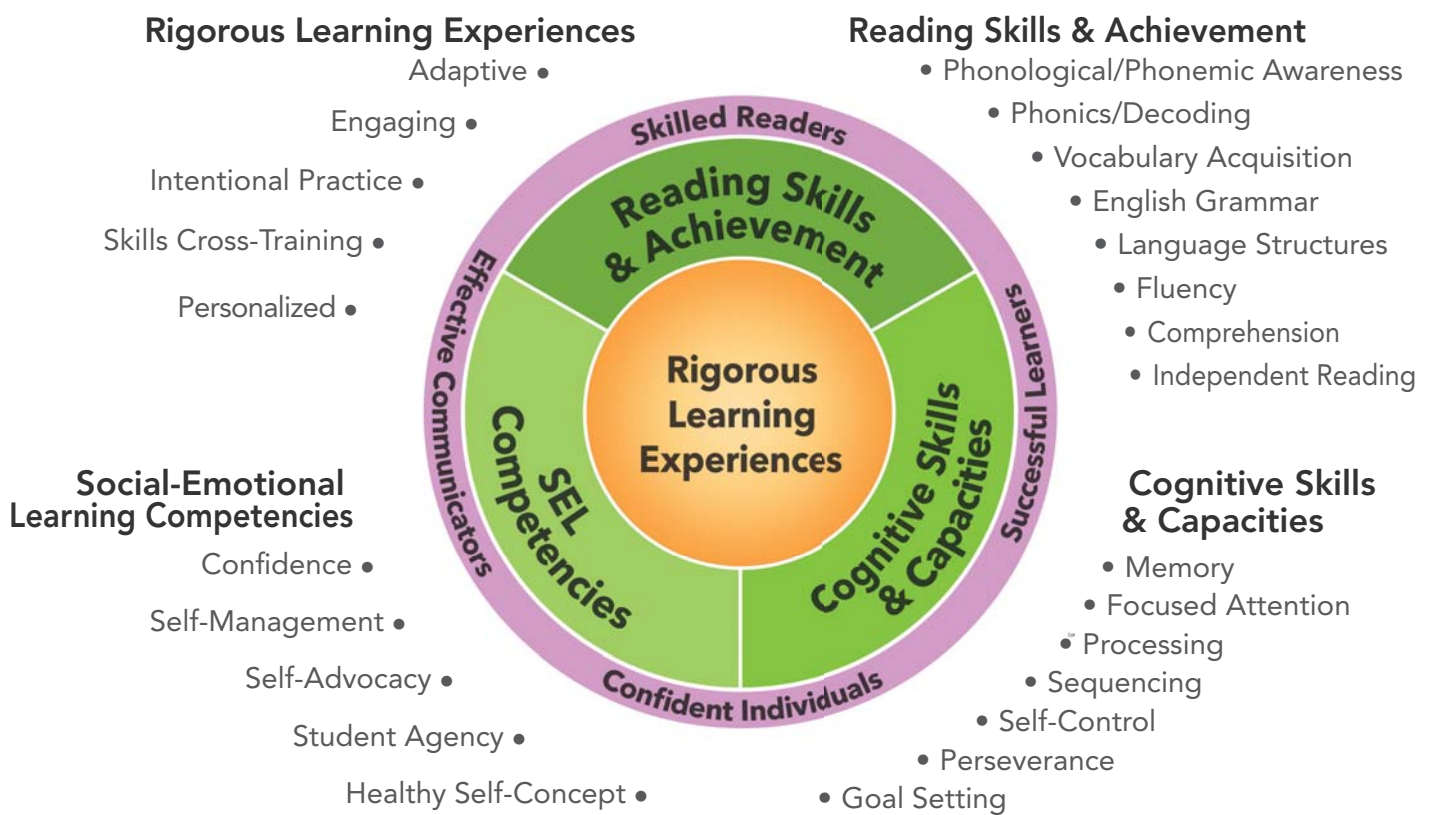 Rigorous Learning Experiences
Adaptive •
Engaging •
Intentional Practice •
Skills Cross-Training •
Personalized •
Reading Skills & Achievement
• Phonological/Phonemic Awareness
• Phonics/Decoding
• Vocabulary Acquisition
• English Grammar
• Language Structures
• Fluency
• Comprehension
• Independent Reading
Skilled Readers
Successful Learners
Confident Individuals
Effective Communicators
Reading Skills
& Achievement
Cognitive Skills
& Capacities
SEL
Competencies
Rigorous
Learning
Experiences
Social-Emotional
Learning Competencies
Confidence •
Self-Management •
Self-Advocacy •
Student Agency •
Healthy Self-Concept •
Cognitive Skills
& Capacities
• Memory
• Focused Attention
• Processing
• Sequencing
• Self-Control
• Perseverance
• Goal Setting